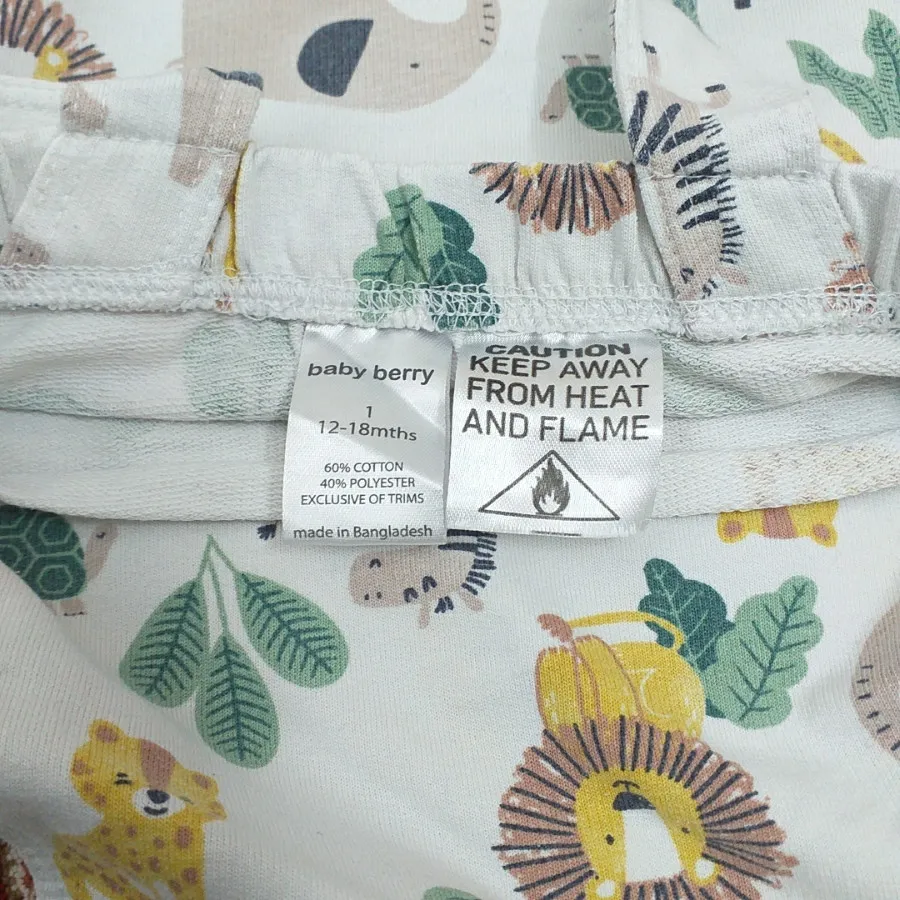 baby berry
1
12-18mths
60% COTTON
40% POLYESTER
EXCLUSIVE OF TRIMS
made in Bangladesh
CAUTION
KEEP AWAY
FROM HEAT
AND FLAME